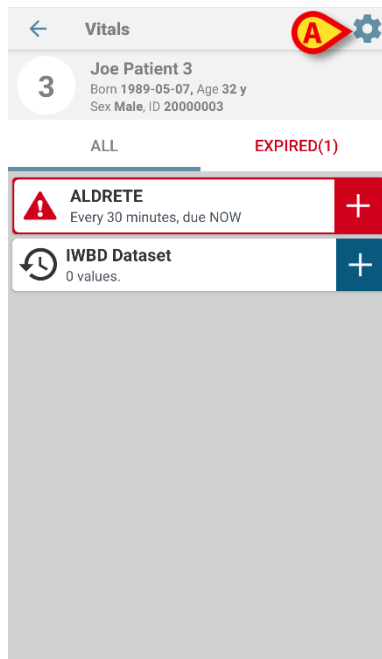 Vitals
A
3
Joe Patient 3
Born 1989-05-07, Age 32 y
Sex Male, ID 20000003
ALL
EXPIRED(1)
ALDRETE
Every 30 minutes, due NOW
IWBD Dataset
0 values.